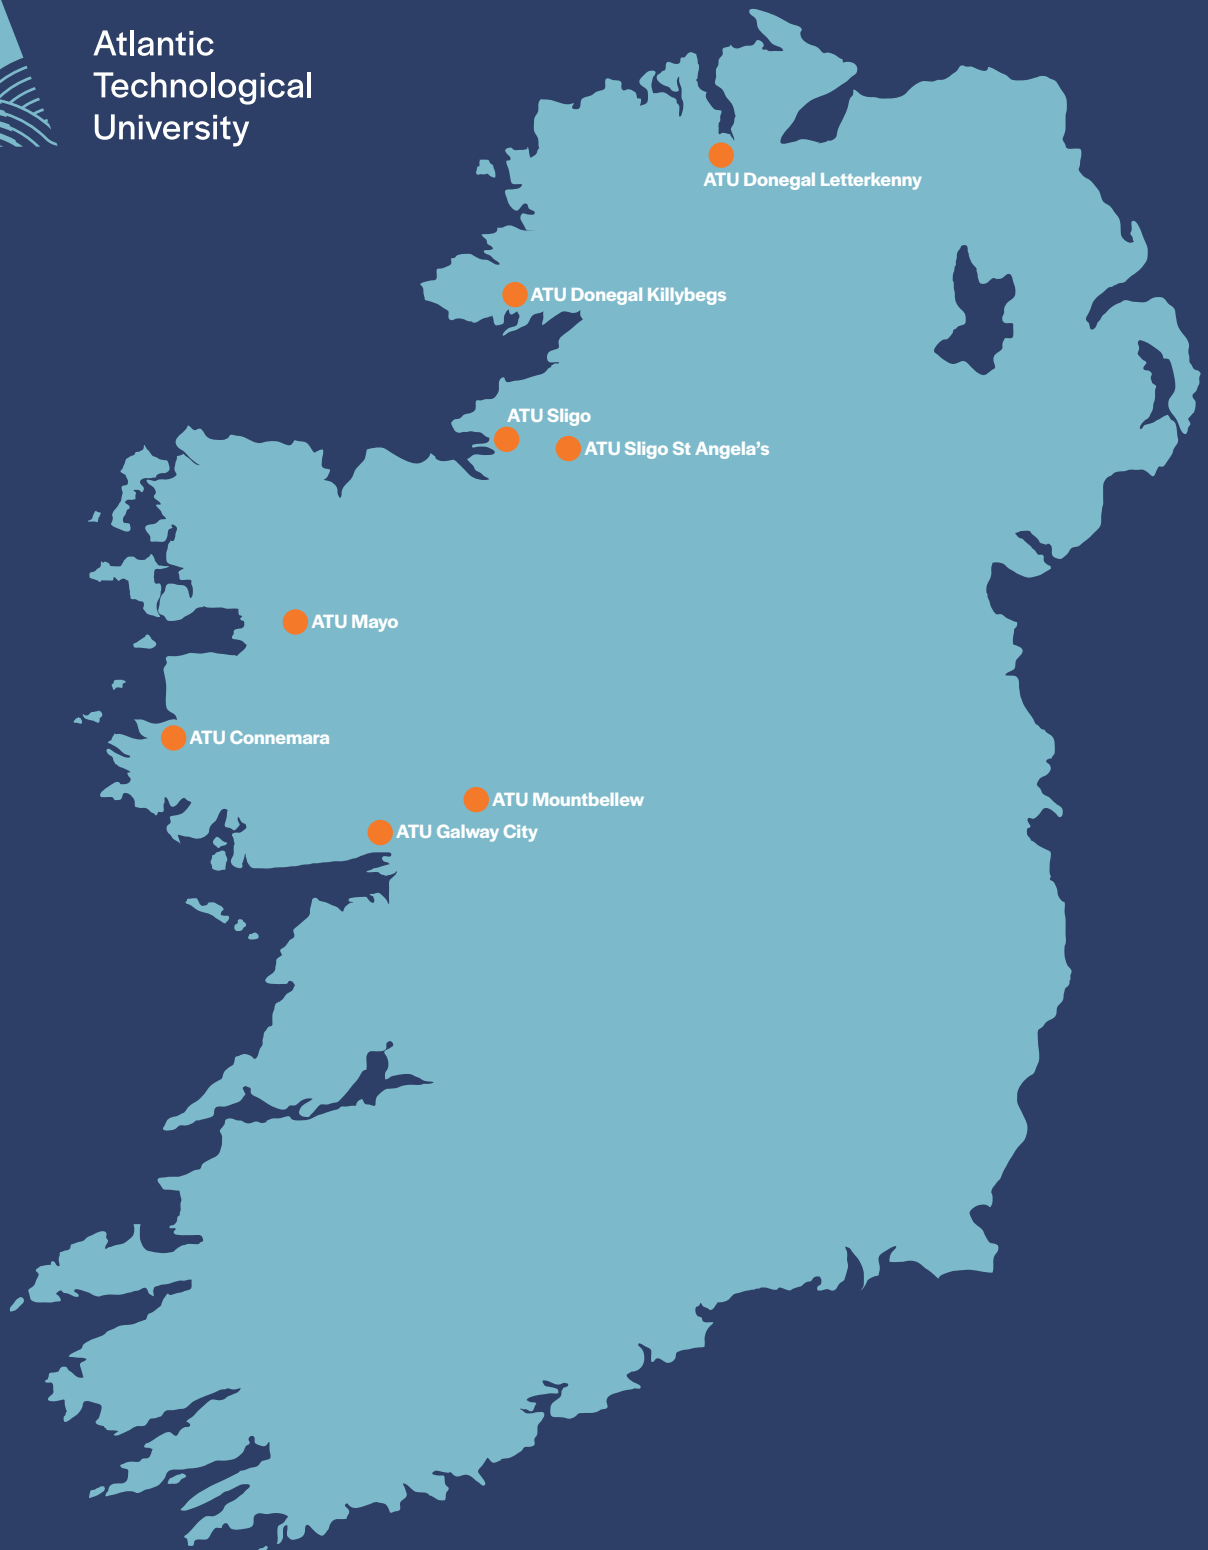 Atlantic
Technological
University
ATU Donegal Letterkenny
ATU Donegal Killybegs
ATU Sligo
ATU Sligo St Angela’s
ATU Mayo
ATU Connemara
ATU Mountbellew
ATU Galway City